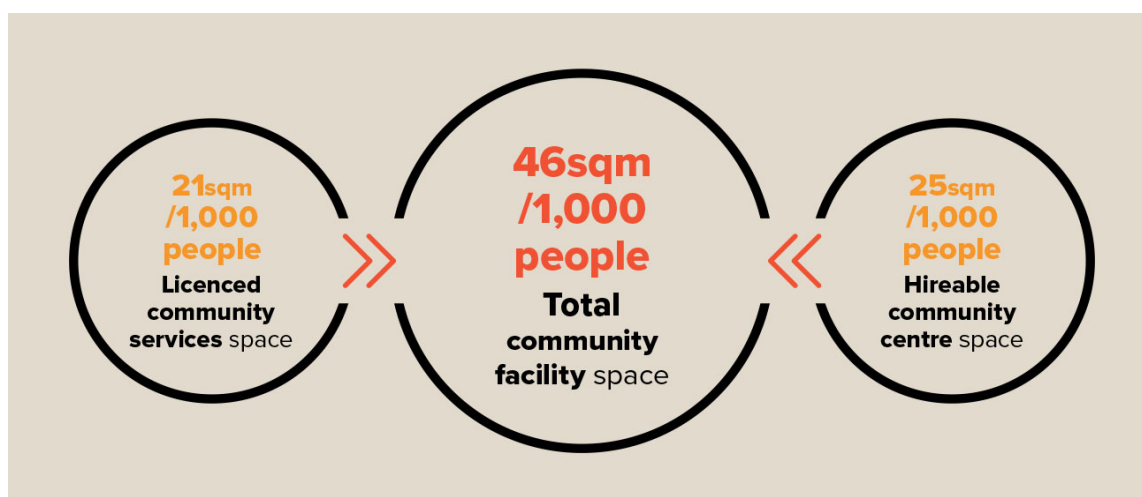 21sqm
/1,000
people
Licenced
community
services space
46sqm
/1,000
people
Total
community
facility space
25sqm
/1,000
people
Hireable
community
centre space